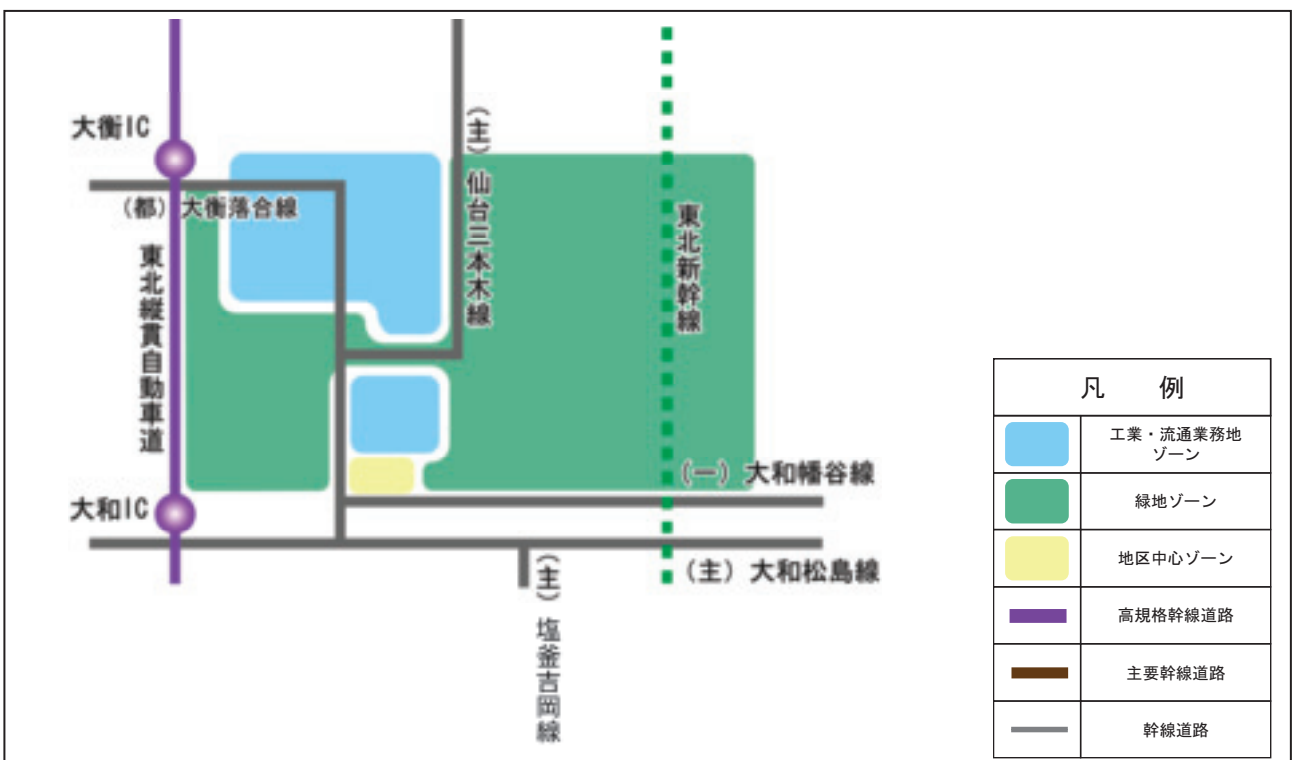 大衡IC
(都)大衡落合線
(主)仙台三本木線
東北新幹線
東北縦貫自動車道
大和IC
(一)大和幡谷線
(主)大和松島線
(主)塩釜吉岡線
凡 例
工業・流通業務地
ゾーン
緑地ゾーン
地区中心ゾーン
高規格幹線道路
主要幹線道路
幹線道路